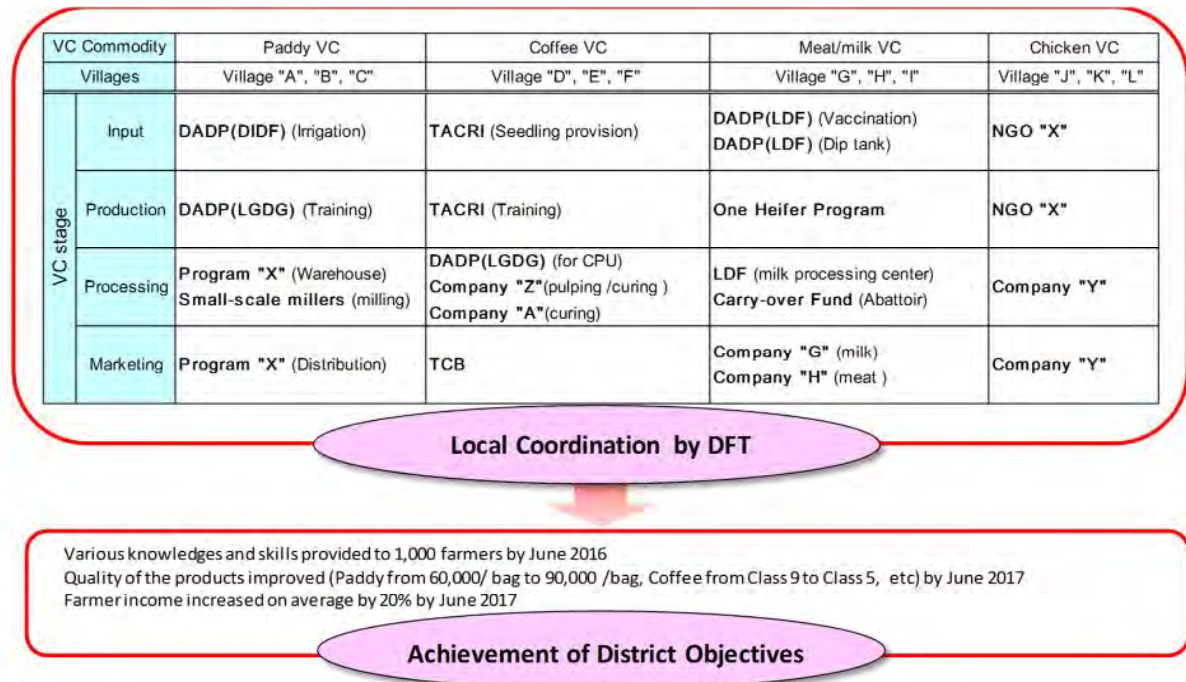 VC Commodity Paddy VC Coffee VC Meat/milk VC Chicken VC
Villages Village "A", "B", "C" Village "D", "E", "F" Village "G", "H", "I" Village "J", "K", "L"
VC stage
Input
DADP(DIDF) (Irrigation)
TACRI (Seedling provision)
DADP(LDF) (Vaccination)
DADP(LDF) (Dip tank)
NGO "X"
Production
DADP(LGDG) (Training)
TACRI (Training)
One Heifer Program
NGO "X"
Processing
Program "X" (Warehouse)
Small-scale millers (milling)
DADP(LGDG) (for CPU)
Company "Z"(pulping /curing )
Company "A"(curing)
LDF (milk processing center)
Carry-over Fund (Abattoir)
Company "Y"
Marketing
Program "X" (Distribution)
TCB
Company "G" (milk)
Company "H" (meat )
Company "Y"
Local Coordination by DFT
Various knowledges and skills provided to 1,000 farmers by June 2016
Quality of the products improved (Paddy from 60,000/ bag to 90,000 /bag, Coffee from Class 9 to Class 5, etc) by June 2017
Farmer income increased on average by 20% by June 2017
Achievement of District Objectives